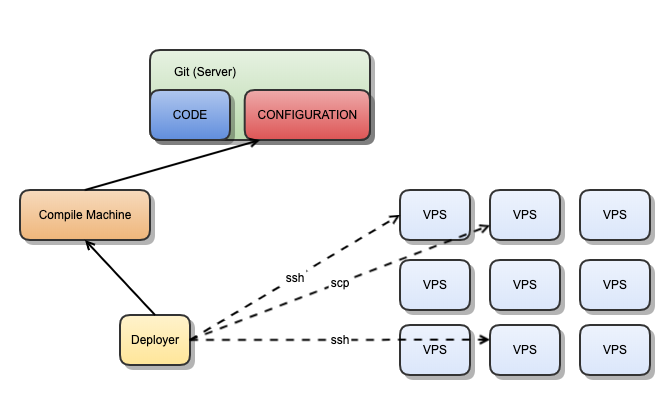 Git (Server)
CODE
CONFIGURATION
Compile Machine
VPS
VPS
VPS
ssh
scp
VPS
VPS
VPS
Deployer
ssh
VPS
VPS
VPS